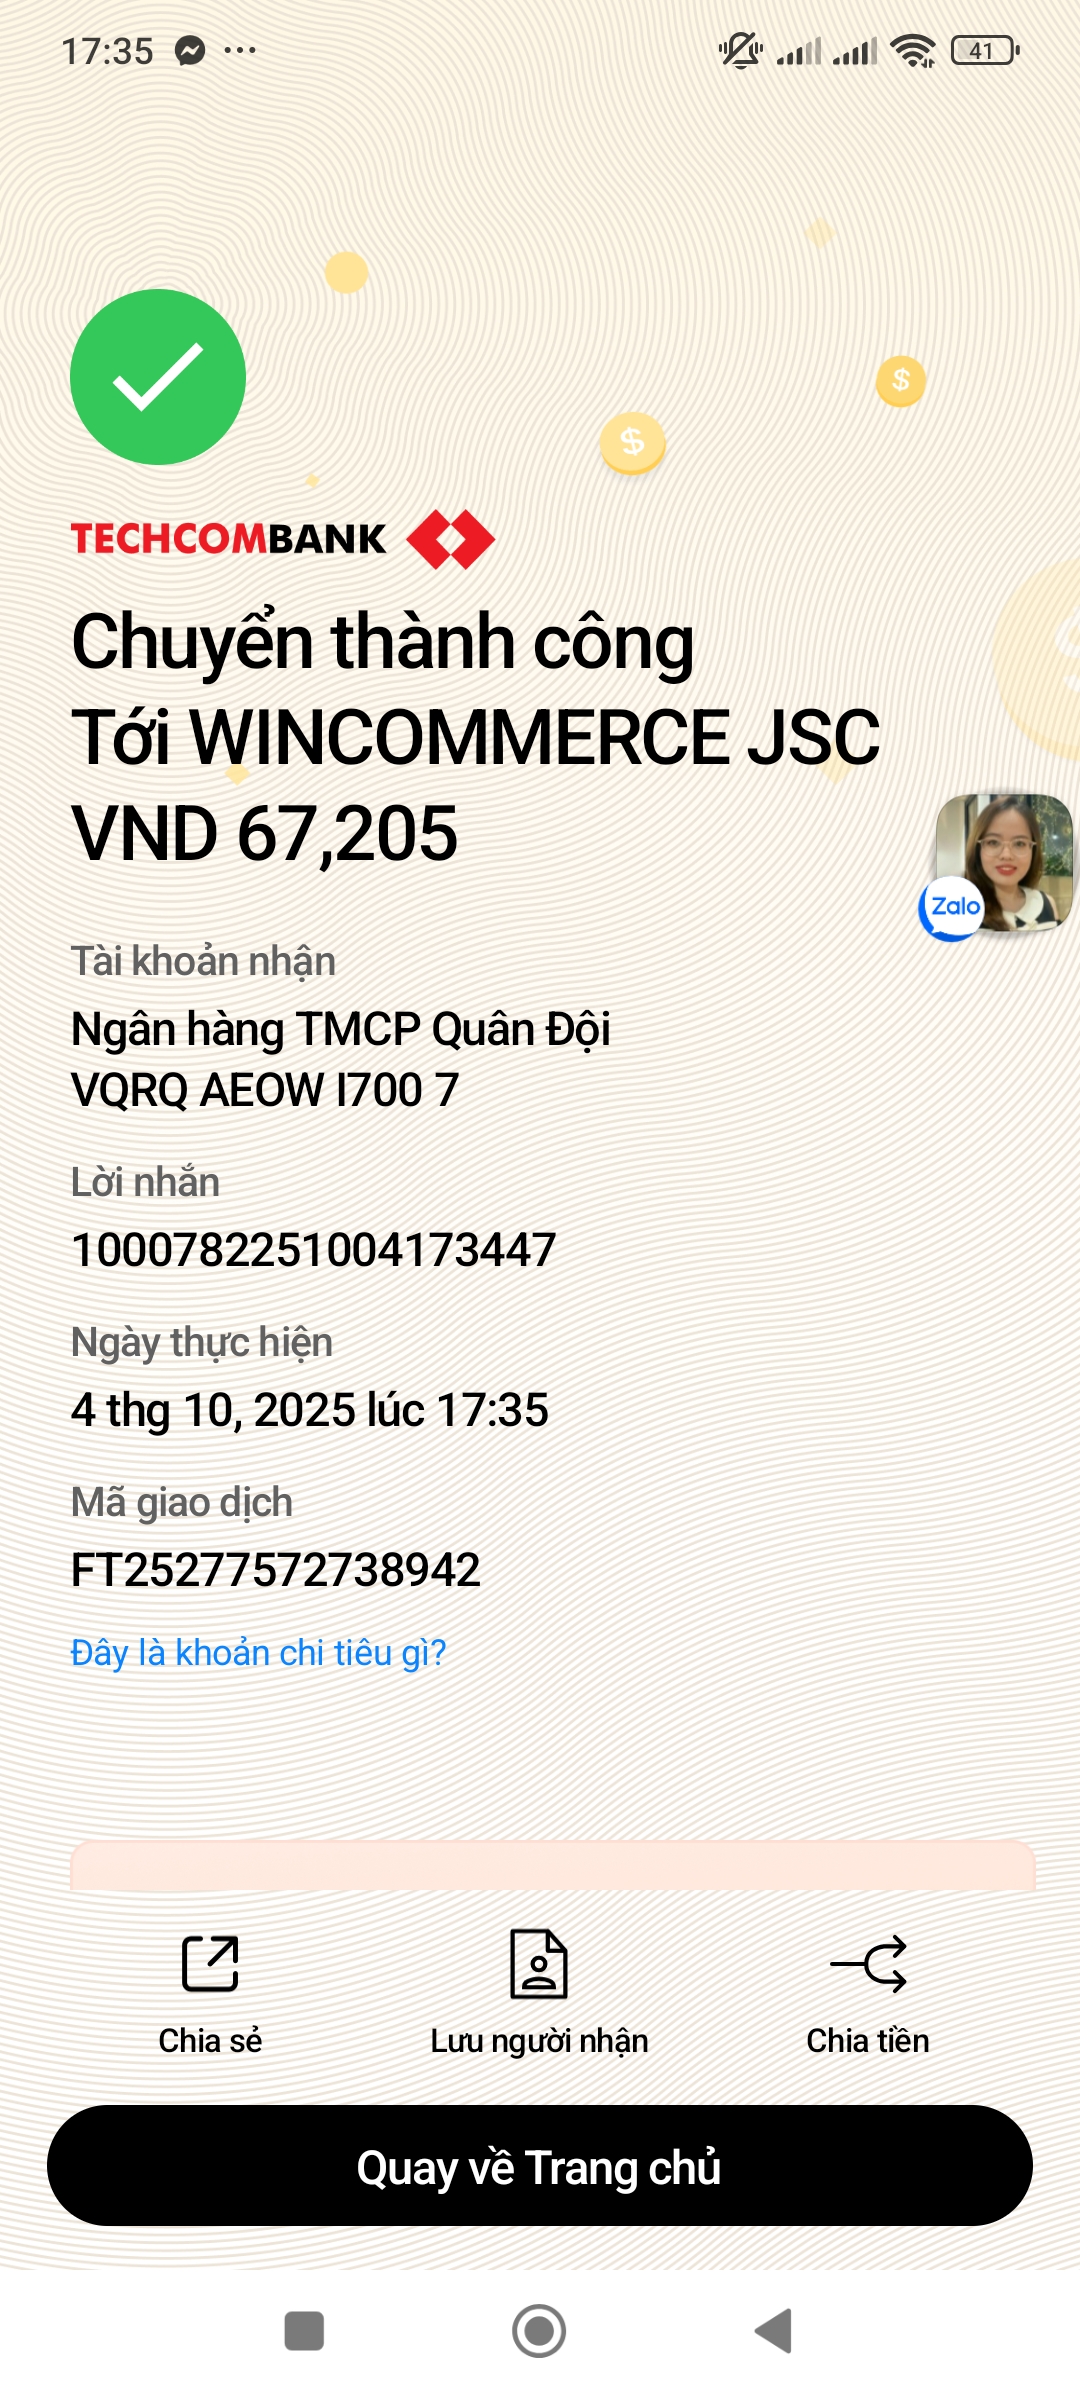 17:35
41
TECHCOMBANK
Chuyển thành công
Tới WINCOMMERCE JSC
VND 67,205
Zalo
Tài khoản nhận
Ngân hàng TMCP Quân Đội
VQRQ AEOW I700 7
Lời nhắn
1000782251004173447
Ngày thực hiện
4 thg 10, 2025 lúc 17:35
Mã giao dịch
FT25277572738942
Đây là khoản chi tiêu gì?
Chia sẻ
Lưu người nhận
Chia tiền
Quay về Trang chủ